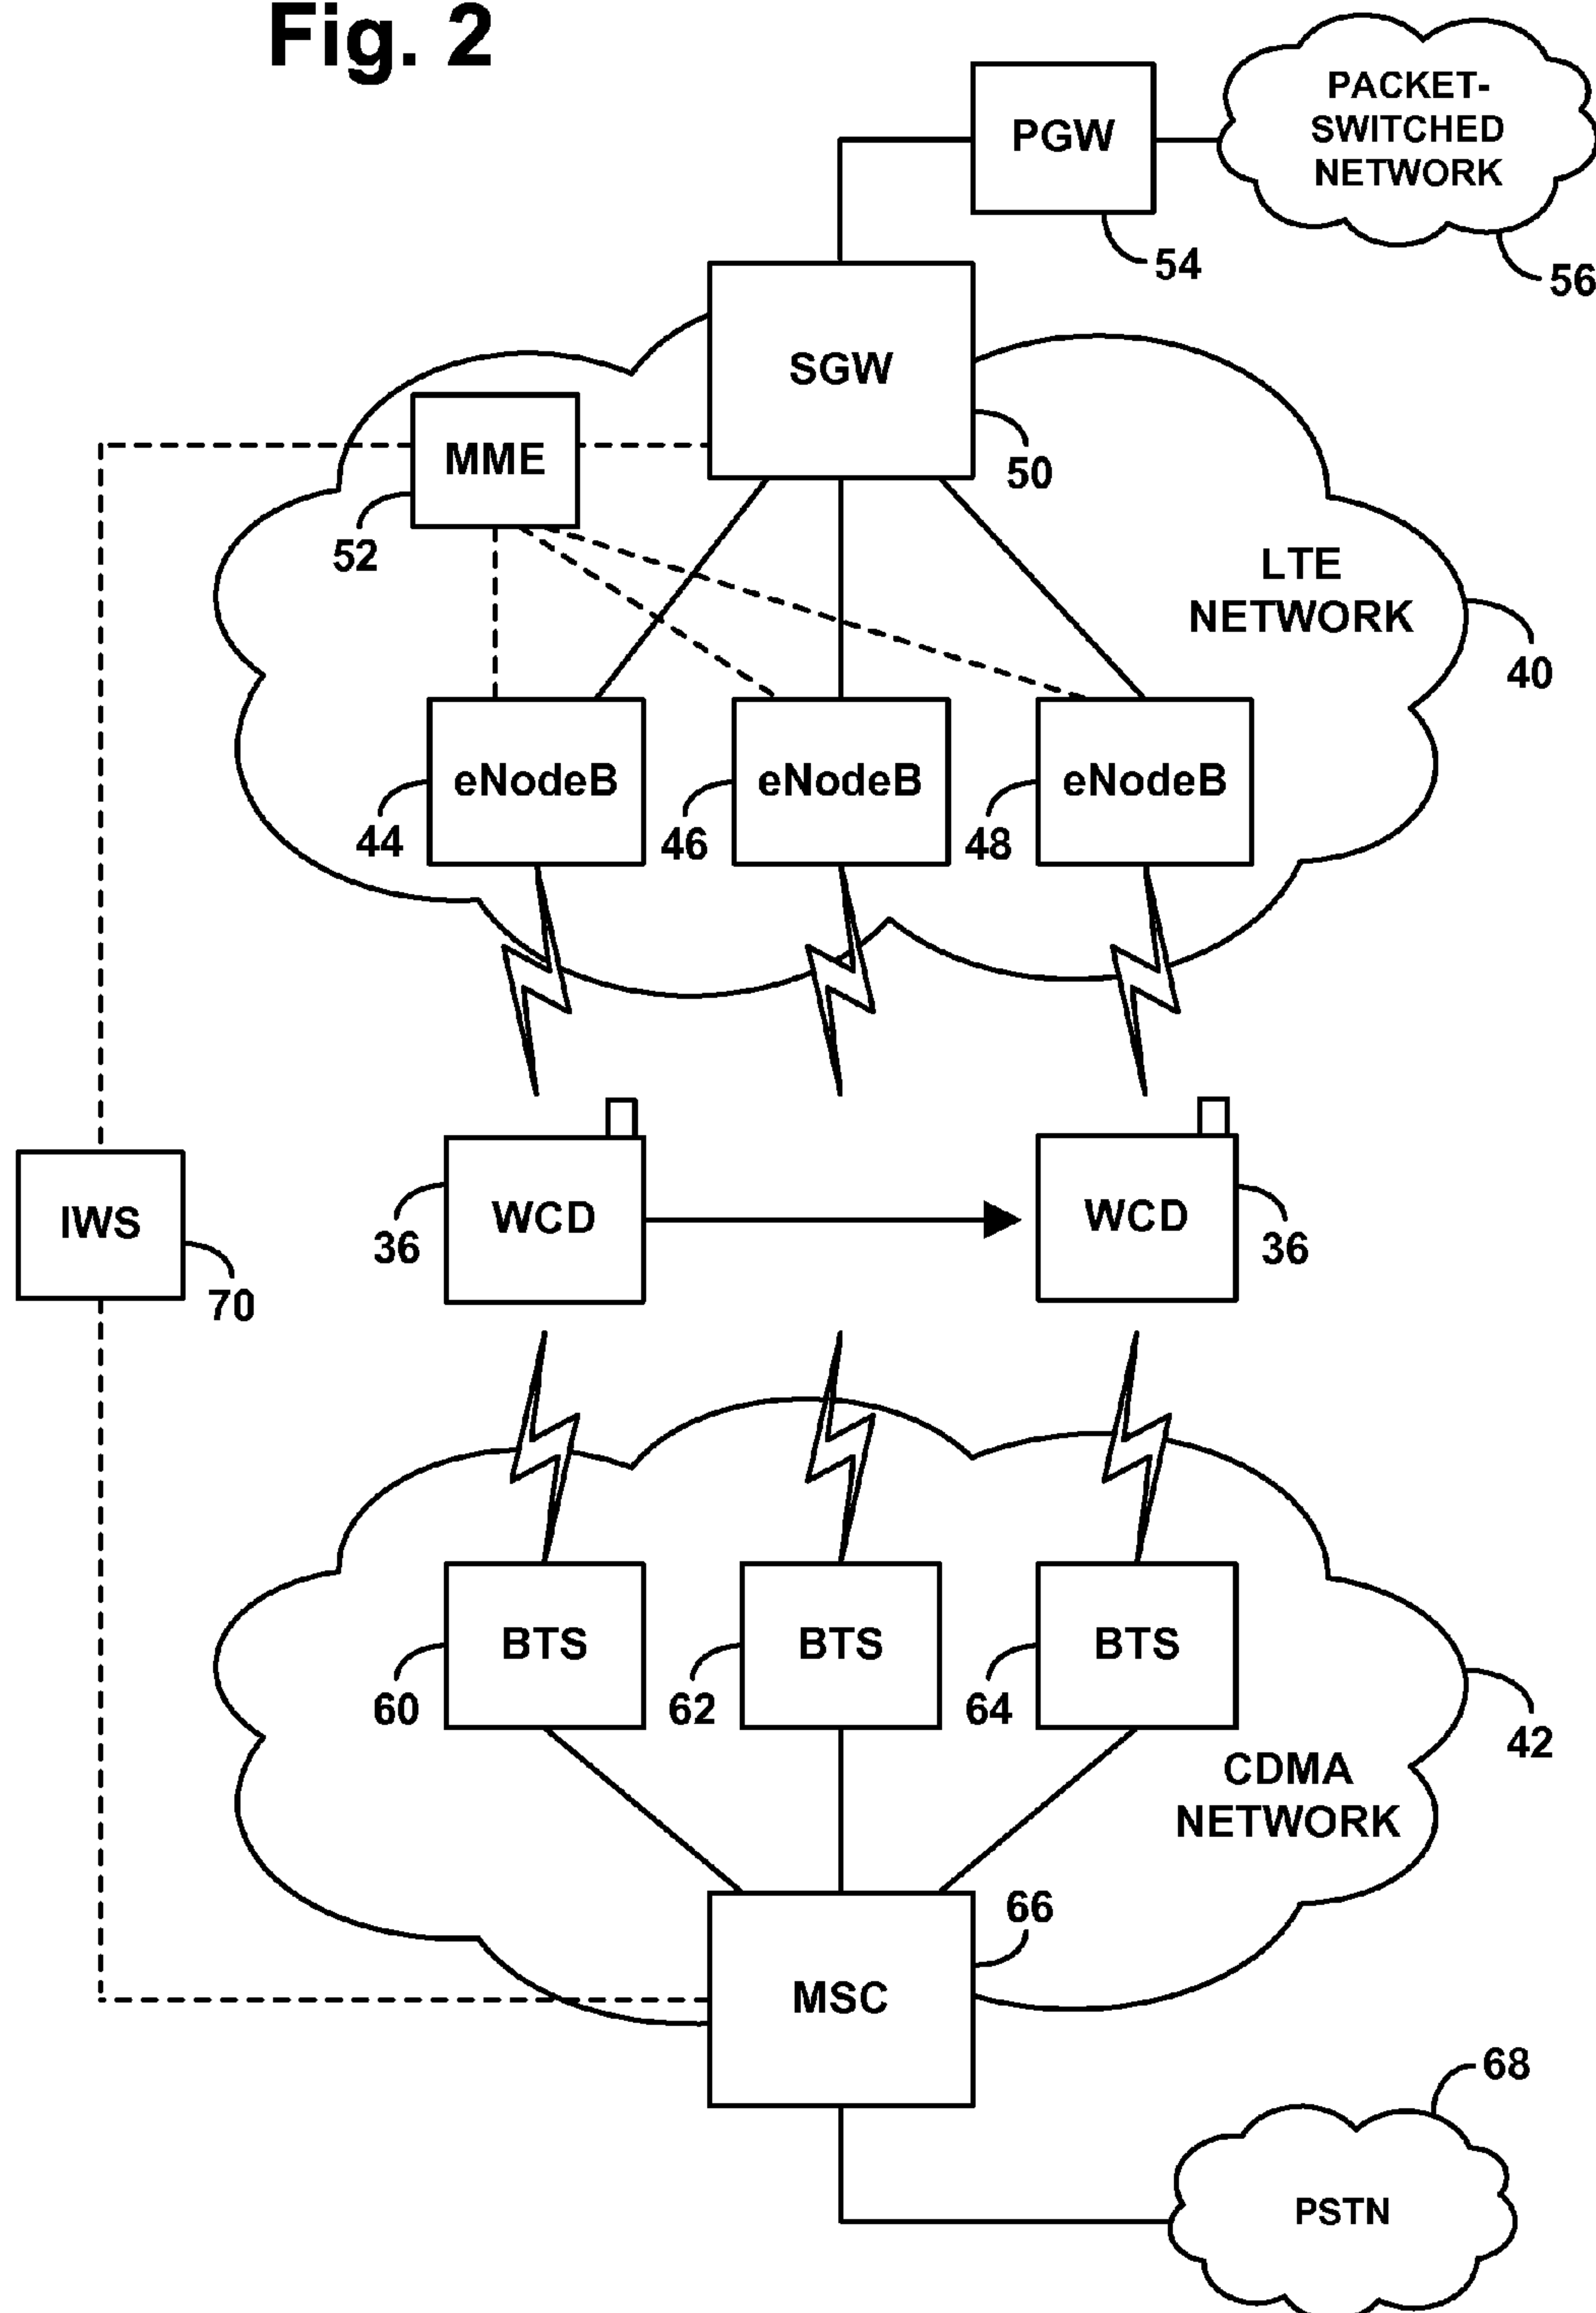 Fig. 2
PACKET-
SWITCHED
NETWORK
PGW
54
56
SGW
MME
50
52
LTE
NETWORK
40
eNodeB
eNodeB
eNodeB
44
46
48
WCD
WCD
IWS
36
36
70
BTS
BTS
BTS
60
62
64
42
CDMA
NETWORK
66
MSC
68
PSTN